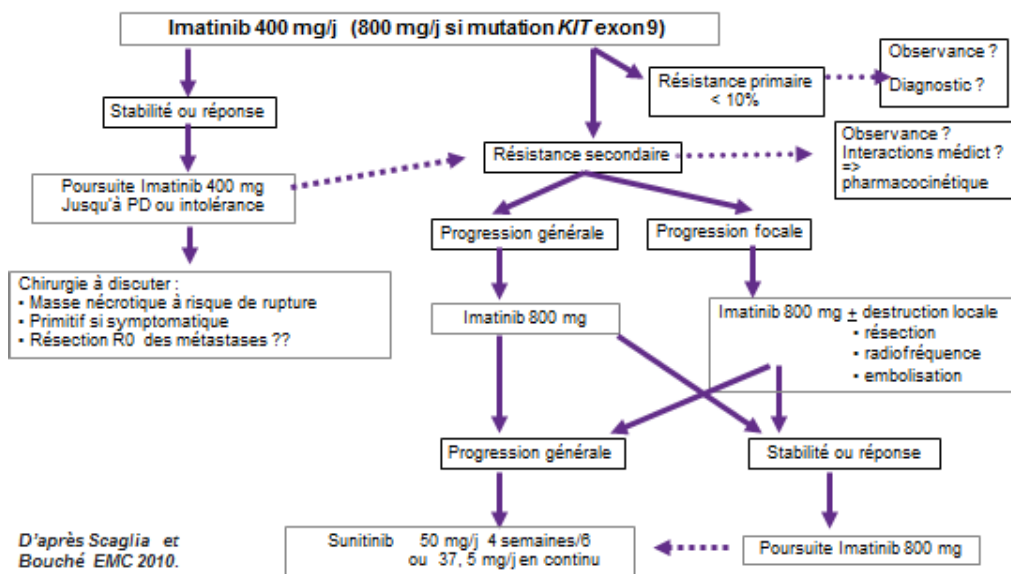 Imatinib 400 mg/j (800 mg/j si mutation KIT exon 9)
Observance ?
Diagnostic ?
Résistance primaire
< 10%
Stabilité ou réponse
Observance ?
Interactions médict ?
=>
pharmacocinétique
Résistance secondaire
Poursuite Imatinib 400 mg
Jusqu'à PD ou intolérance
Progression générale
Progression focale
Chirurgie à discuter :
▪ Masse nécrotique à risque de rupture
▪ Primitif si symptomatique
▪ Résection R0 des métastases ??
Imatinib 800 mg
Imatinib 800 mg + destruction locale
▪ résection
▪ radiofréquence
▪ embolisation
Progression générale
Stabilité ou réponse
D'après Scaglia et
Bouché EMC 2010.
Sunitinib 50 mg/j 4 semaines/6
ou 37, 5 mg/j en continu
Poursuite Imatinib 800 mg